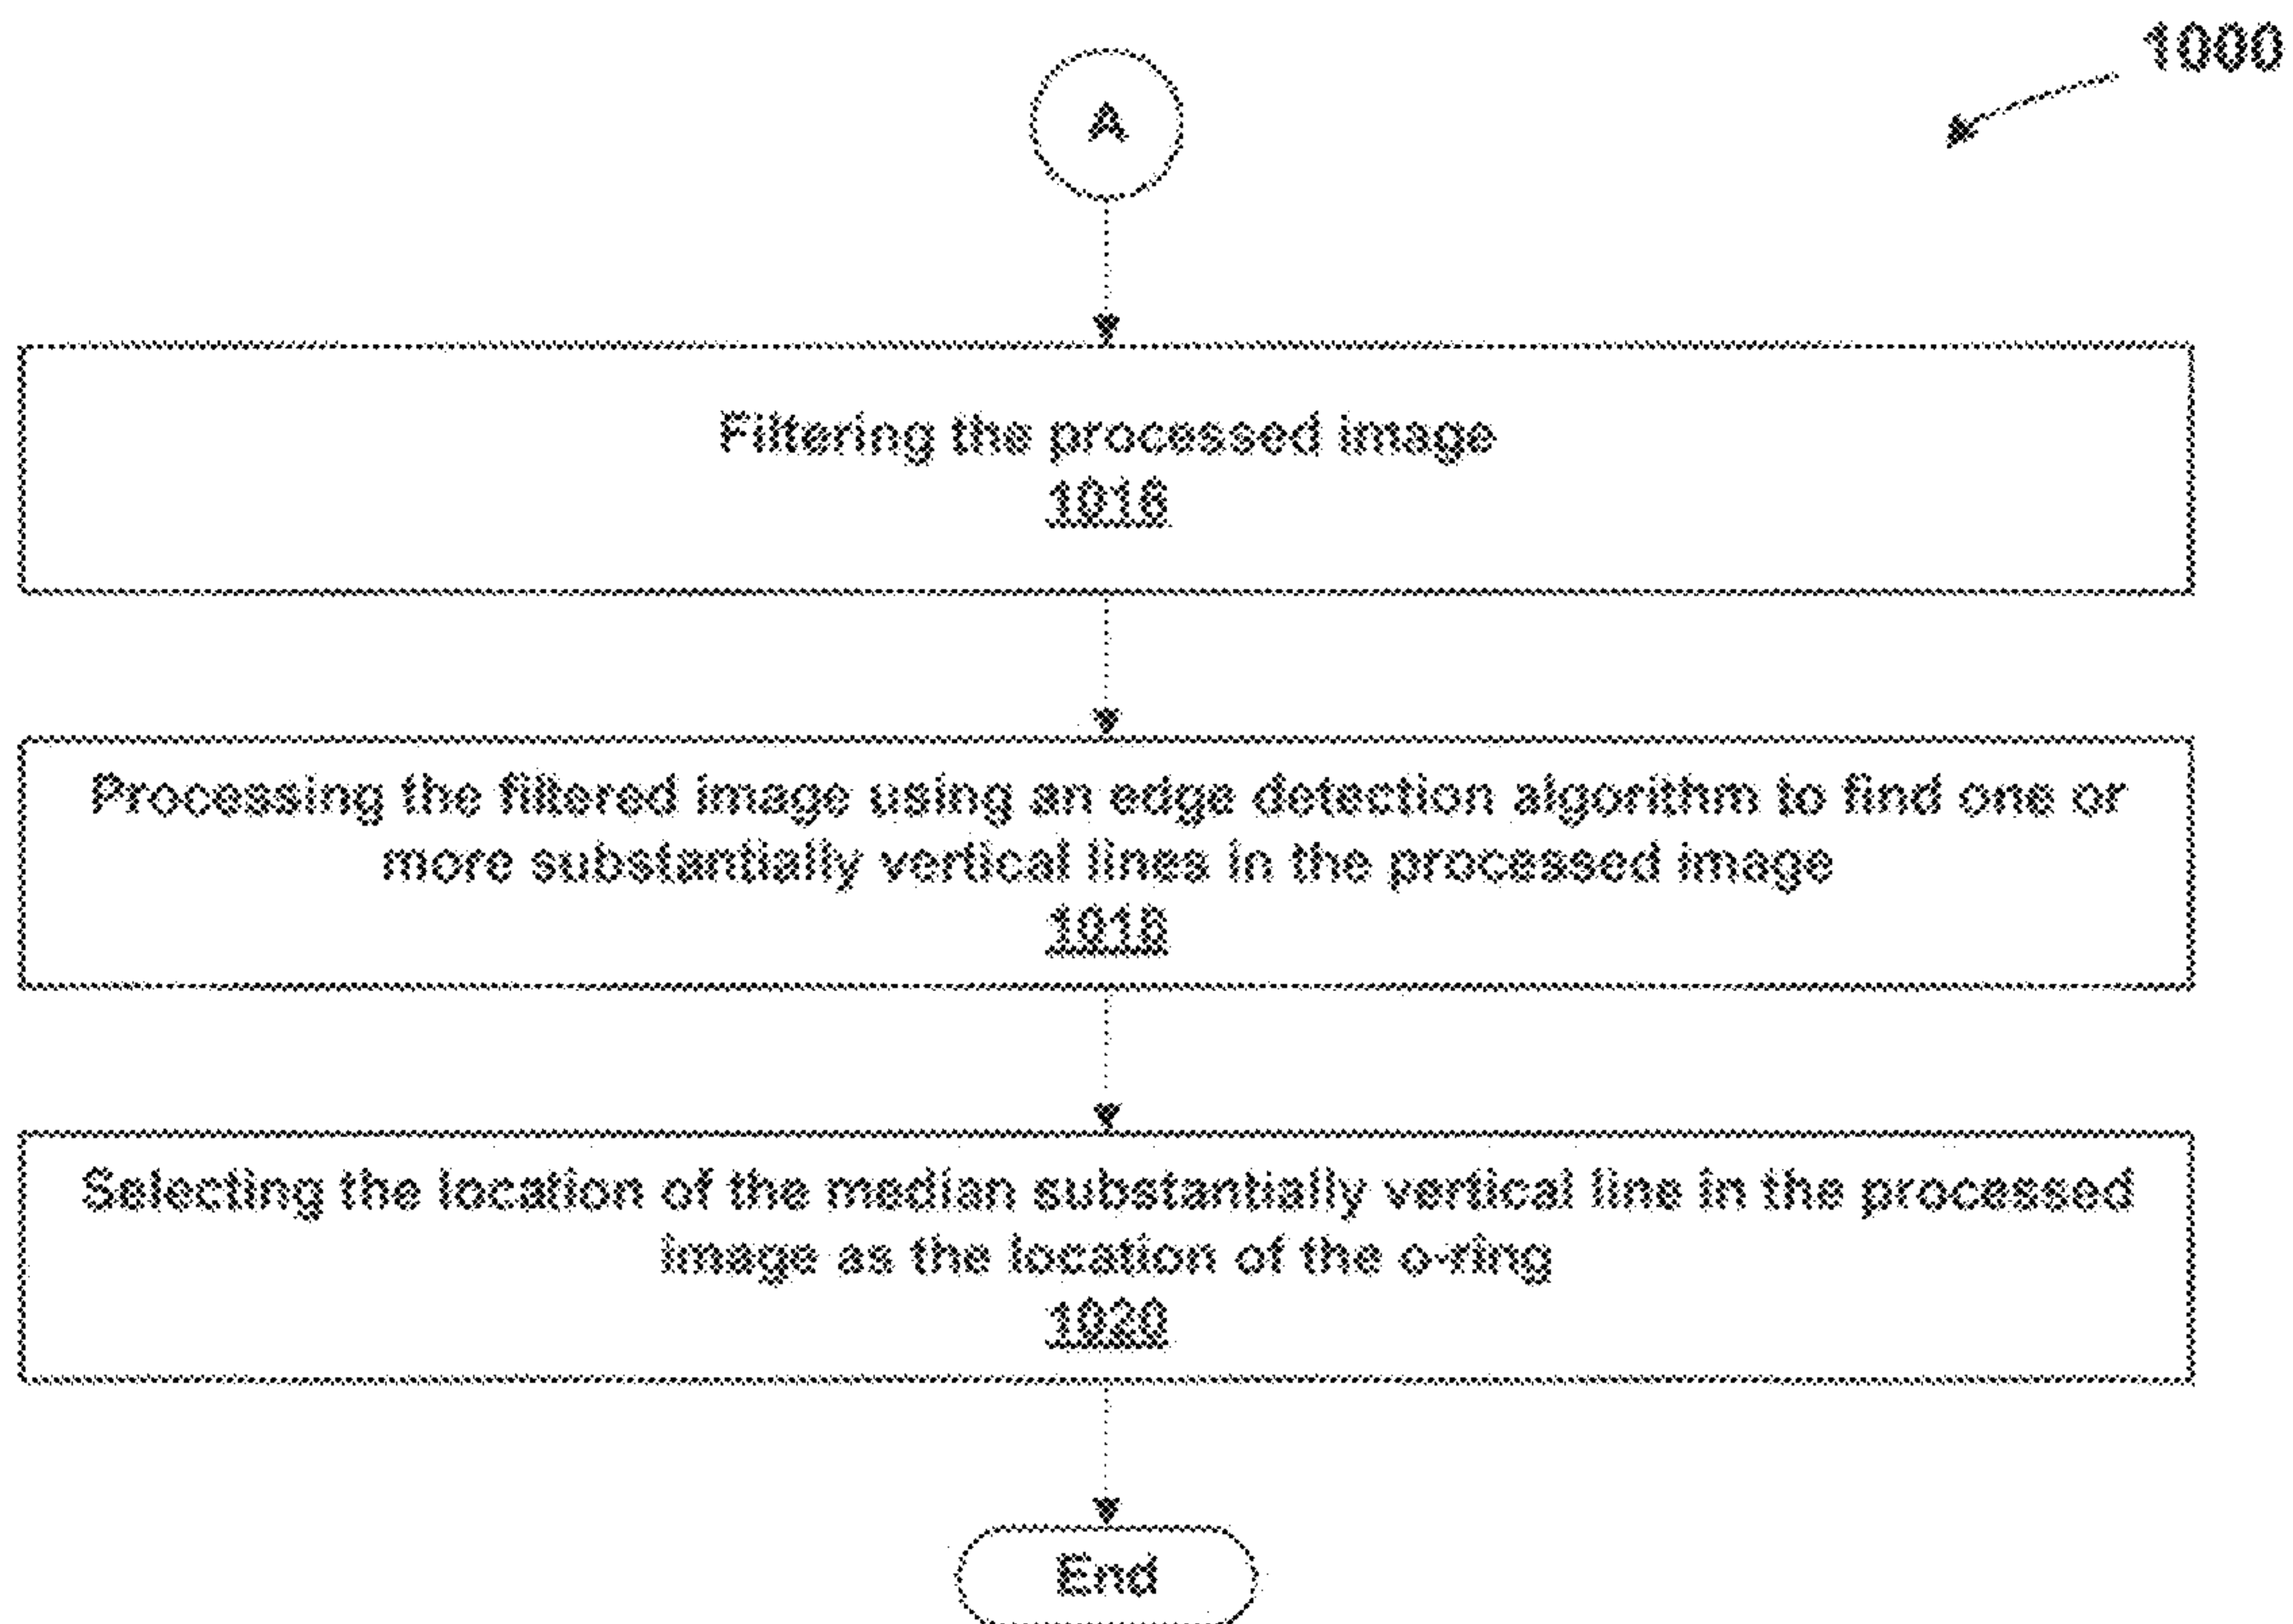 1000
A
Filtering the processed image
1016
Processing the filtered image using an edge detection algorithm to find one or
more substantially vertical lines in the processed image
1018
Selecting the location of the median substantially vertical line in the processed
image as the location of the o-ring
1020
End